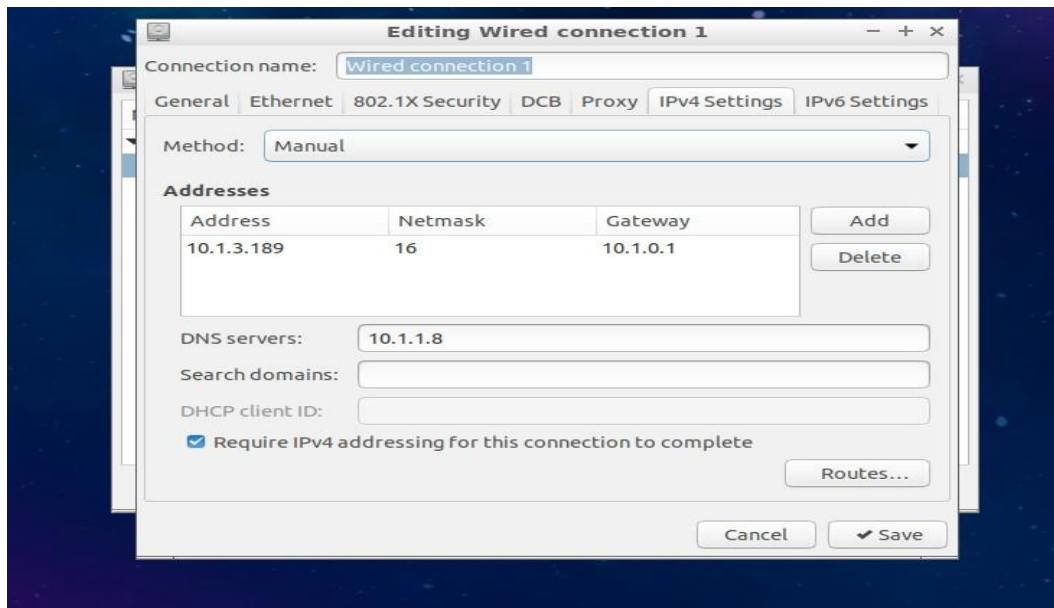 Editing Wired connection 1
Connection name: Wired connection 1
General Ethernet 802.1X Security DCB Proxy IPv4 Settings IPv6 Settings
Method: Manual
Addresses
Address Netmask Gateway Add
10.1.3.189 16 10.1.0.1 Delete
DNS servers: 10.1.1.8
Search domains:
DHCP client ID:
Require IPv4 addressing for this connection to complete
Routes...
Cancel Save